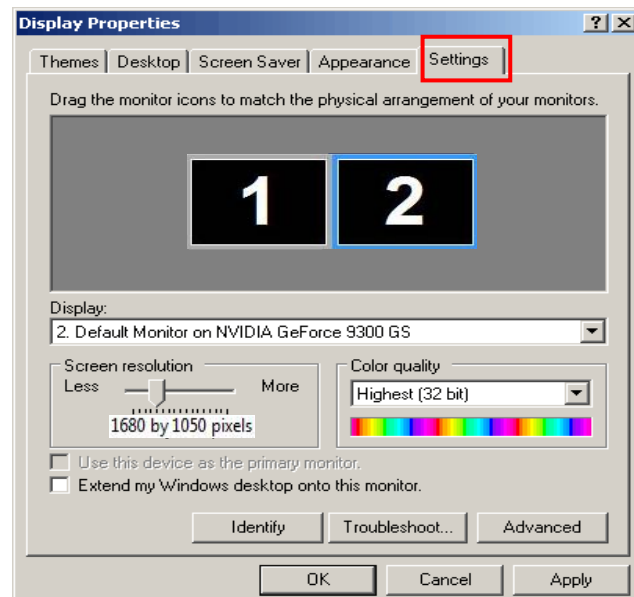 Display Properties
Themes Desktop Screen Saver Appearance Settings
Drag the monitor icons to match the physical arrangement of your monitors.
1 2
Display:
2. Default Monitor on NVIDIA GeForce 9300 GS
Screen resolution Color quality
Less More Highest (32 bit)
1680 by 1050 pixels
Use this device as the primary monitor.
Extend my Windows desktop onto this monitor.
Identify Troubleshoot... Advanced
OK Cancel Apply